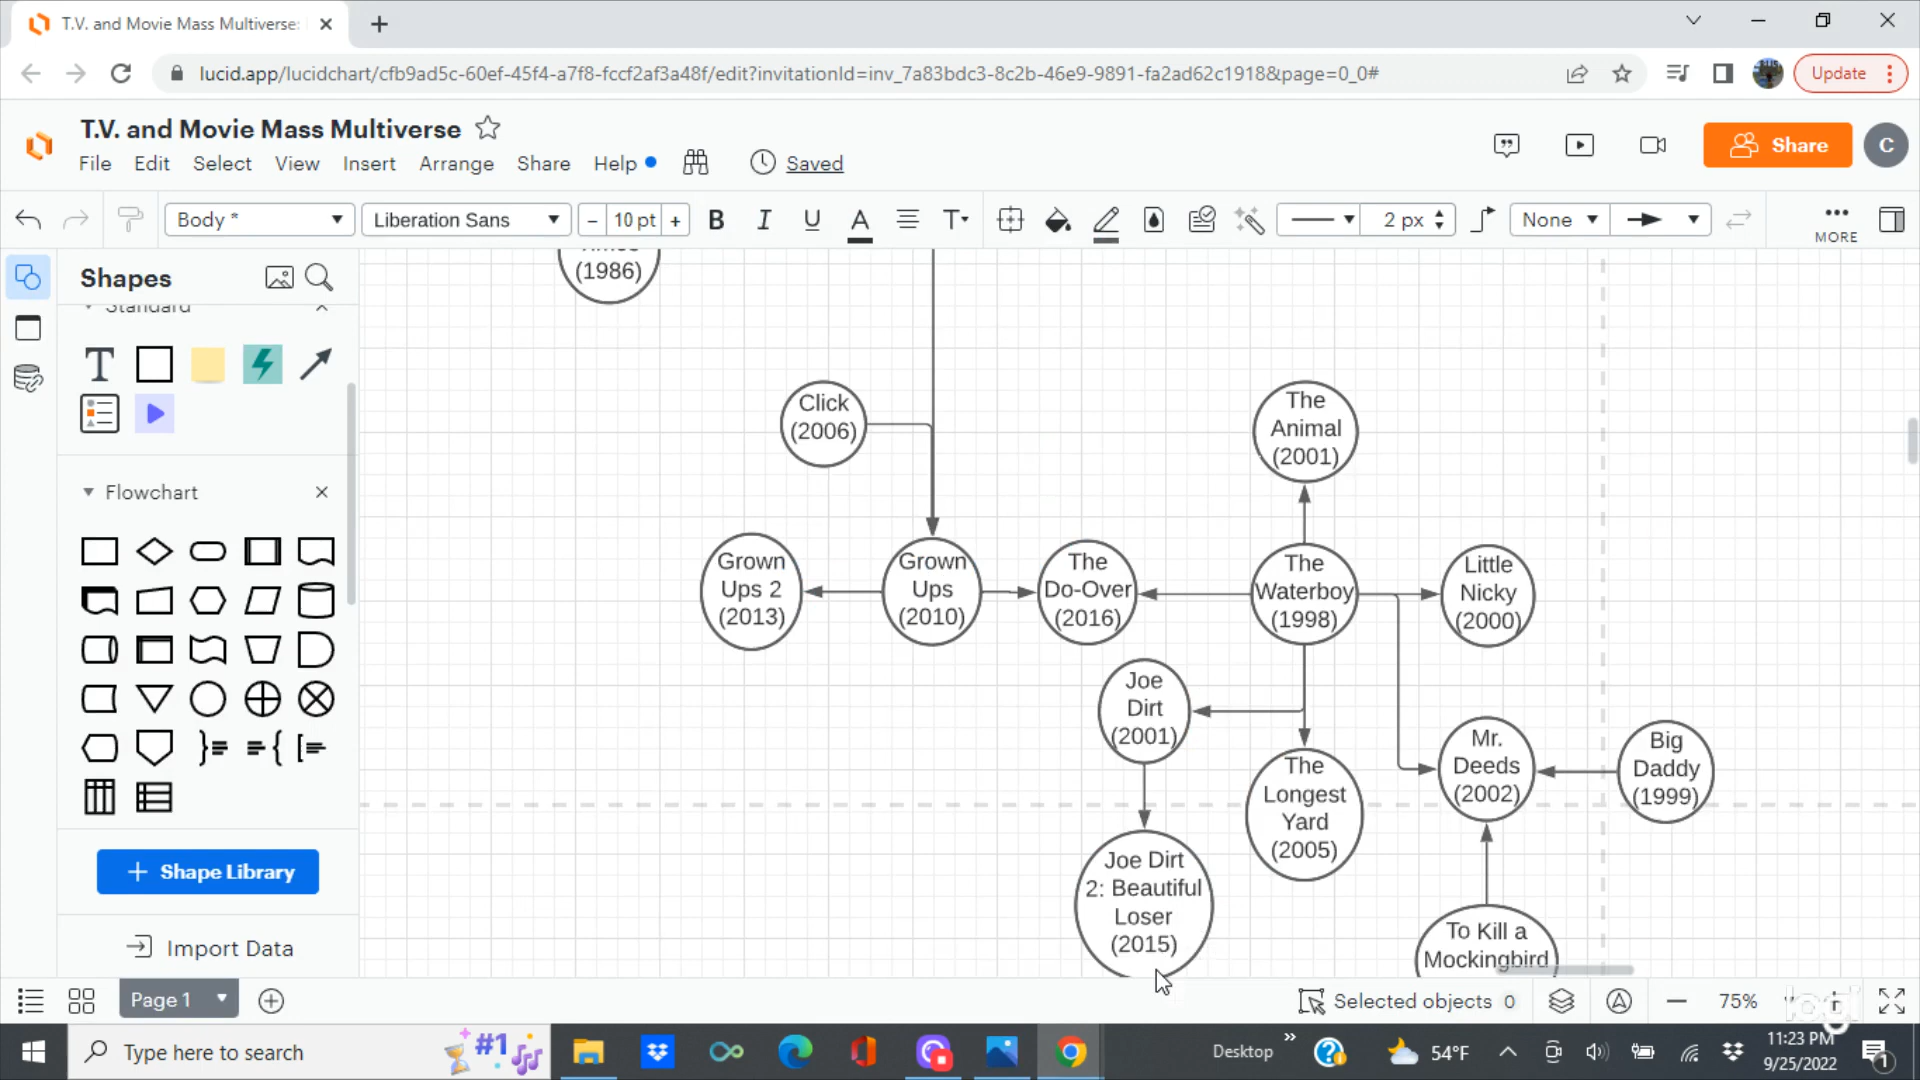 T.V. and Movie Mass Multiverse:
lucid.app/lucidchart/cfb9ad5c-60ef-45f4-a7f8-fccf2af3a48f/edit?invitationId=inv_7a83bdc3-8c2b-46e9-9891-fa2ad62c1918&page=0_0#
Update
T.V. and Movie Mass Multiverse
File Edit Select View Insert Arrange Share Help
Saved
Share
C
Body *
Liberation Sans
10 pt
B I U A T
2 px
None
MORE
Shapes
Standard
T
Flowchart
Shape Library
Import Data
(1986)
Click
(2006)
The
Animal
(2001)
Grown
Ups 2
(2013)
Grown
Ups
(2010)
The
Do-Over
(2016)
The
Waterboy
(1998)
Little
Nicky
(2000)
Joe
Dirt
(2001)
The
Longest
Yard
(2005)
Mr.
Deeds
(2002)
Big
Daddy
(1999)
Joe Dirt
2: Beautiful
Loser
(2015)
To Kill a
Mockingbird
Page 1
Selected objects 0
75%
logi
Type here to search
#1
Desktop
54°F
11:23 PM
9/25/2022
1